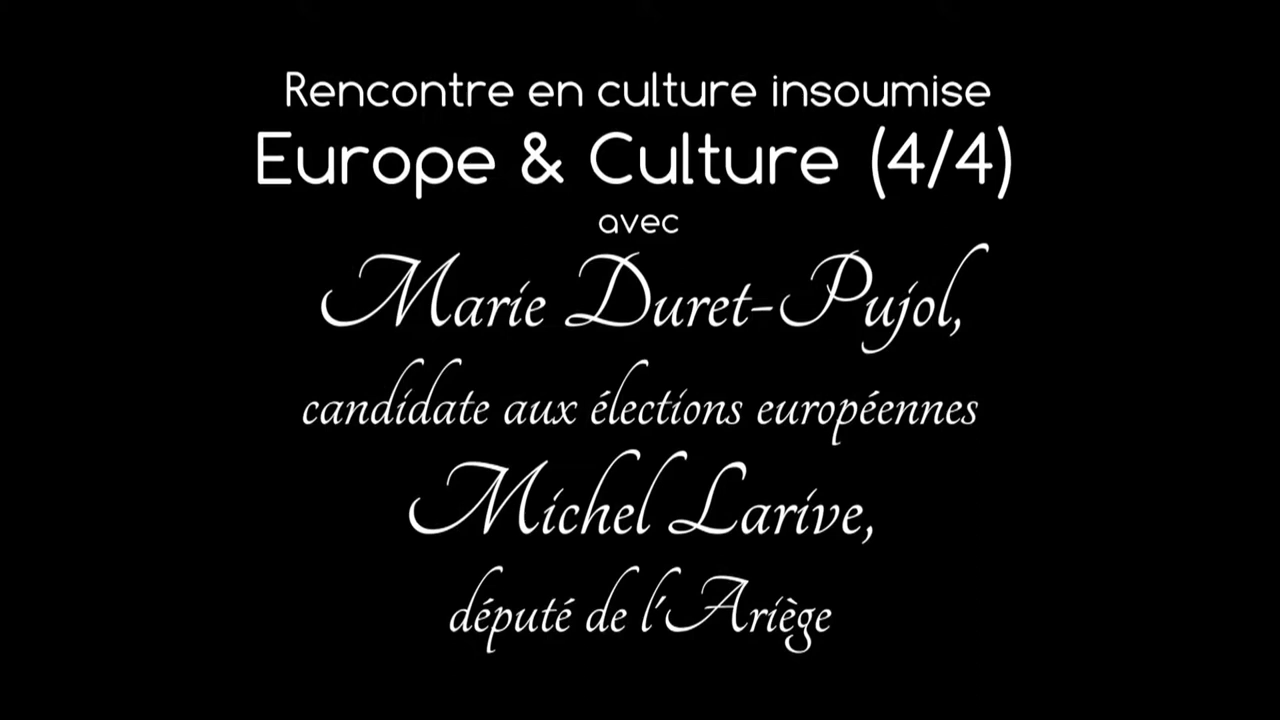 Rencontre en culture insoumise
Europe & Culture (4/4)
avec
Marie Duret-Pujol,
candidate aux élections européennes
Michel Larive,
député de l'Ariège